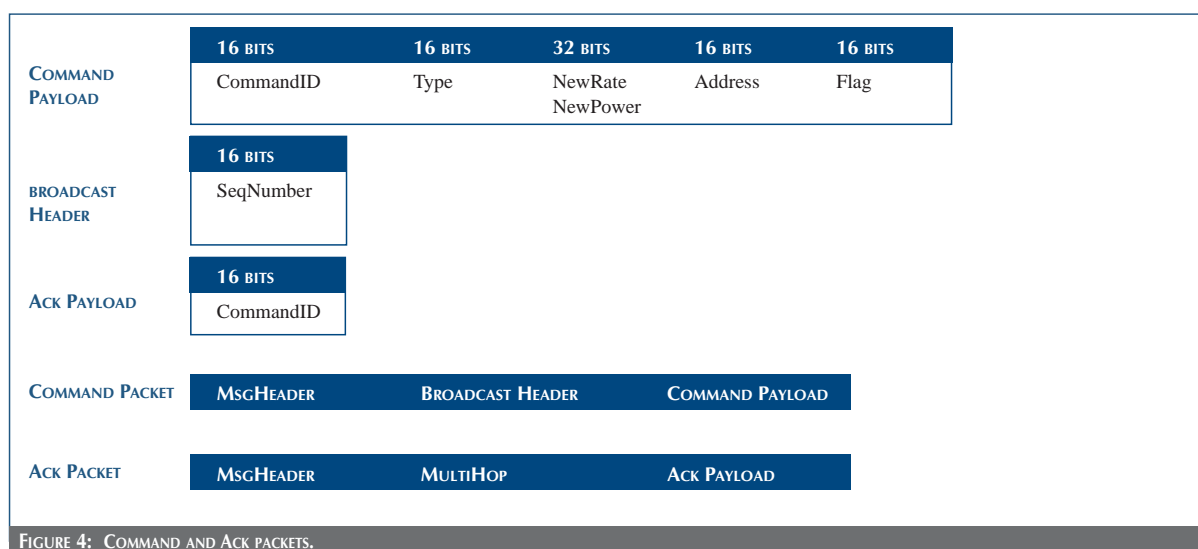 16 BITS 16 BITS 32 BITS 16 BITS 16 BITS
COMMAND PAYLOAD
CommandID Type NewRate NewPower Address Flag
16 BITS
BROADCAST HEADER
SeqNumber
16 BITS
ACK PAYLOAD
CommandID
COMMAND PACKET MSGHEADER BROADCAST HEADER COMMAND PAYLOAD
ACK PACKET MSGHEADER MULTIHOP ACK PAYLOAD
FIGURE 4: COMMAND AND ACK PACKETS.